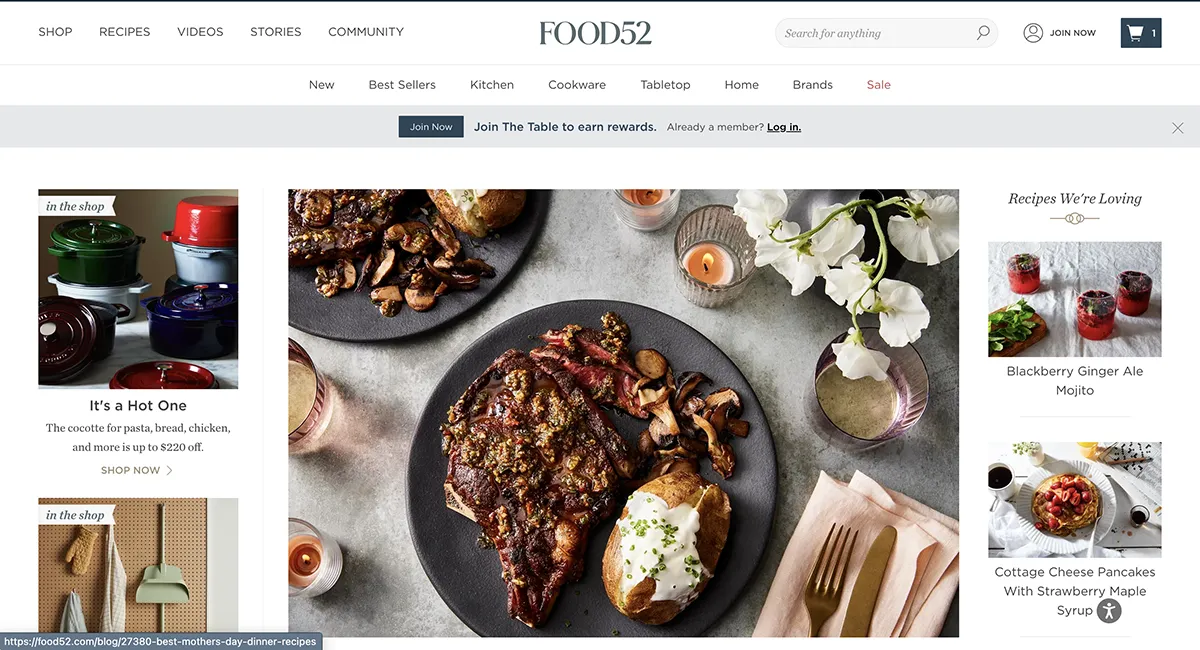 SHOP RECIPES VIDEOS STORIES COMMUNITY
FOOD52
Search for anything
JOIN NOW
1
New Best Sellers Kitchen Cookware Tabletop Home Brands Sale
Join Now Join The Table to earn rewards. Already a member? Log in.
in the shop
It's a Hot One
The cocotte for pasta, bread, chicken,
and more is up to $220 off.
SHOP NOW
in the shop
Recipes We're Loving
Blackberry Ginger Ale
Mojito
Cottage Cheese Pancakes
With Strawberry Maple
Syrup
https://food52.com/blog/27380-best-mothers-day-dinner-recipes